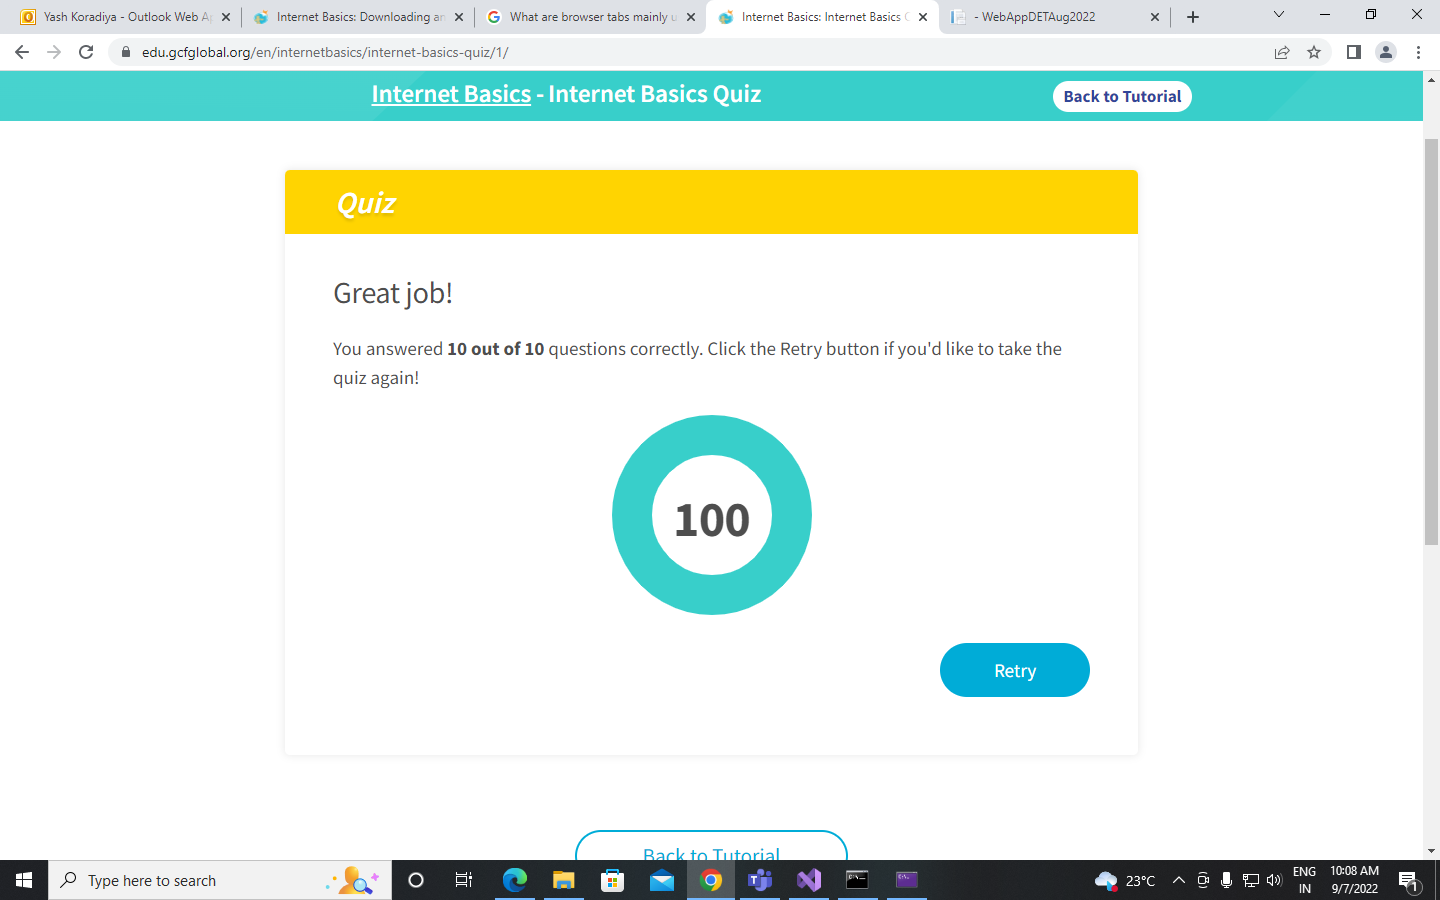 Yash Koradiya - Outlook Web Ap
Internet Basics: Downloading an
What are browser tabs mainly u
Internet Basics: Internet Basics Q
- WebAppDETAug2022
edu.gcfglobal.org/en/internetbasics/internet-basics-quiz/1/
Internet Basics - Internet Basics Quiz
Back to Tutorial
Quiz
Great job!
You answered 10 out of 10 questions correctly. Click the Retry button if you'd like to take the
quiz again!
100
Retry
Back to Tutorial
Type here to search
23°C
ENG
IN
10:08 AM
9/7/2022
1